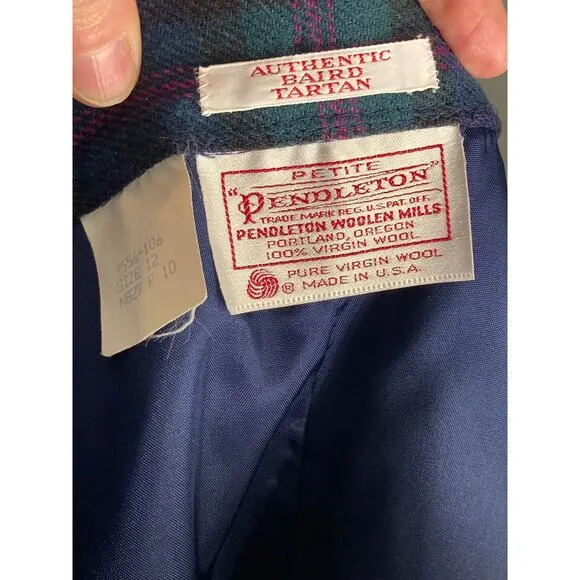 AUTHENTIC
BAIRD
TARTAN
PETITE
"PENDLETON"
TRADE MARK REG. U.S. PAT. OFF.
PENDLETON WOOLEN MILLS
PORTLAND, OREGON
100% VIRGIN WOOL
PURE VIRGIN WOOL
® MADE IN U.S.A.
SIZE 12